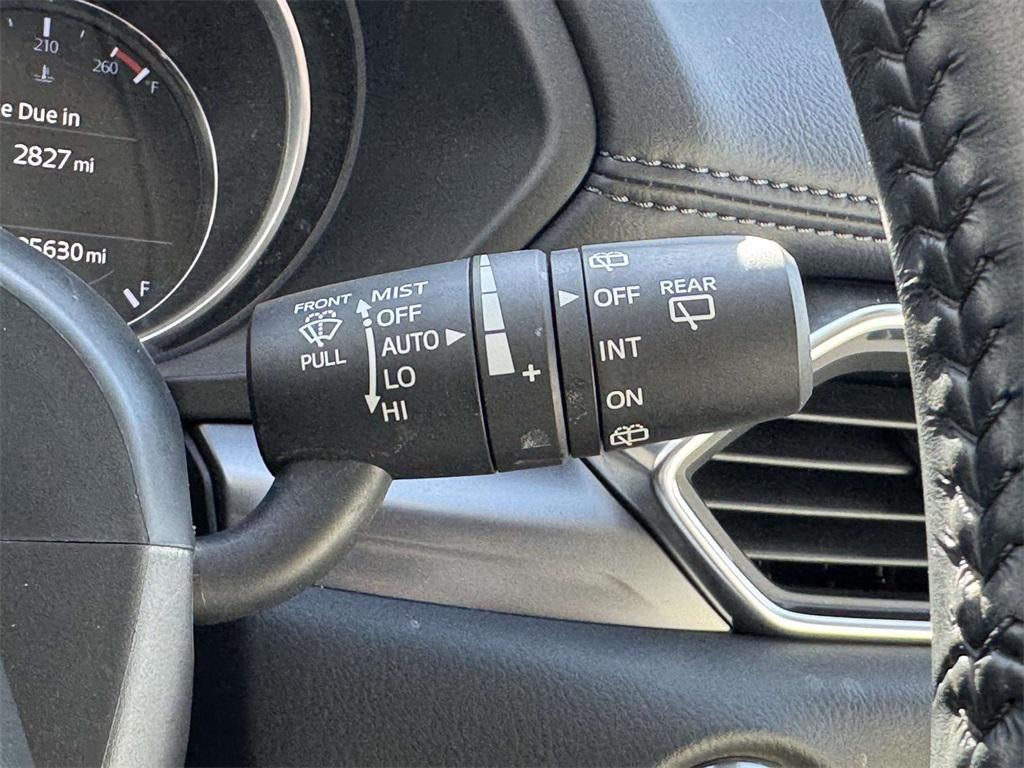 210
260
°F
e Due in
2827 mi
5630 mi
F
FRONT
PULL
MIST
OFF
AUTO
LO
HI
+
OFF
INT
ON
REAR